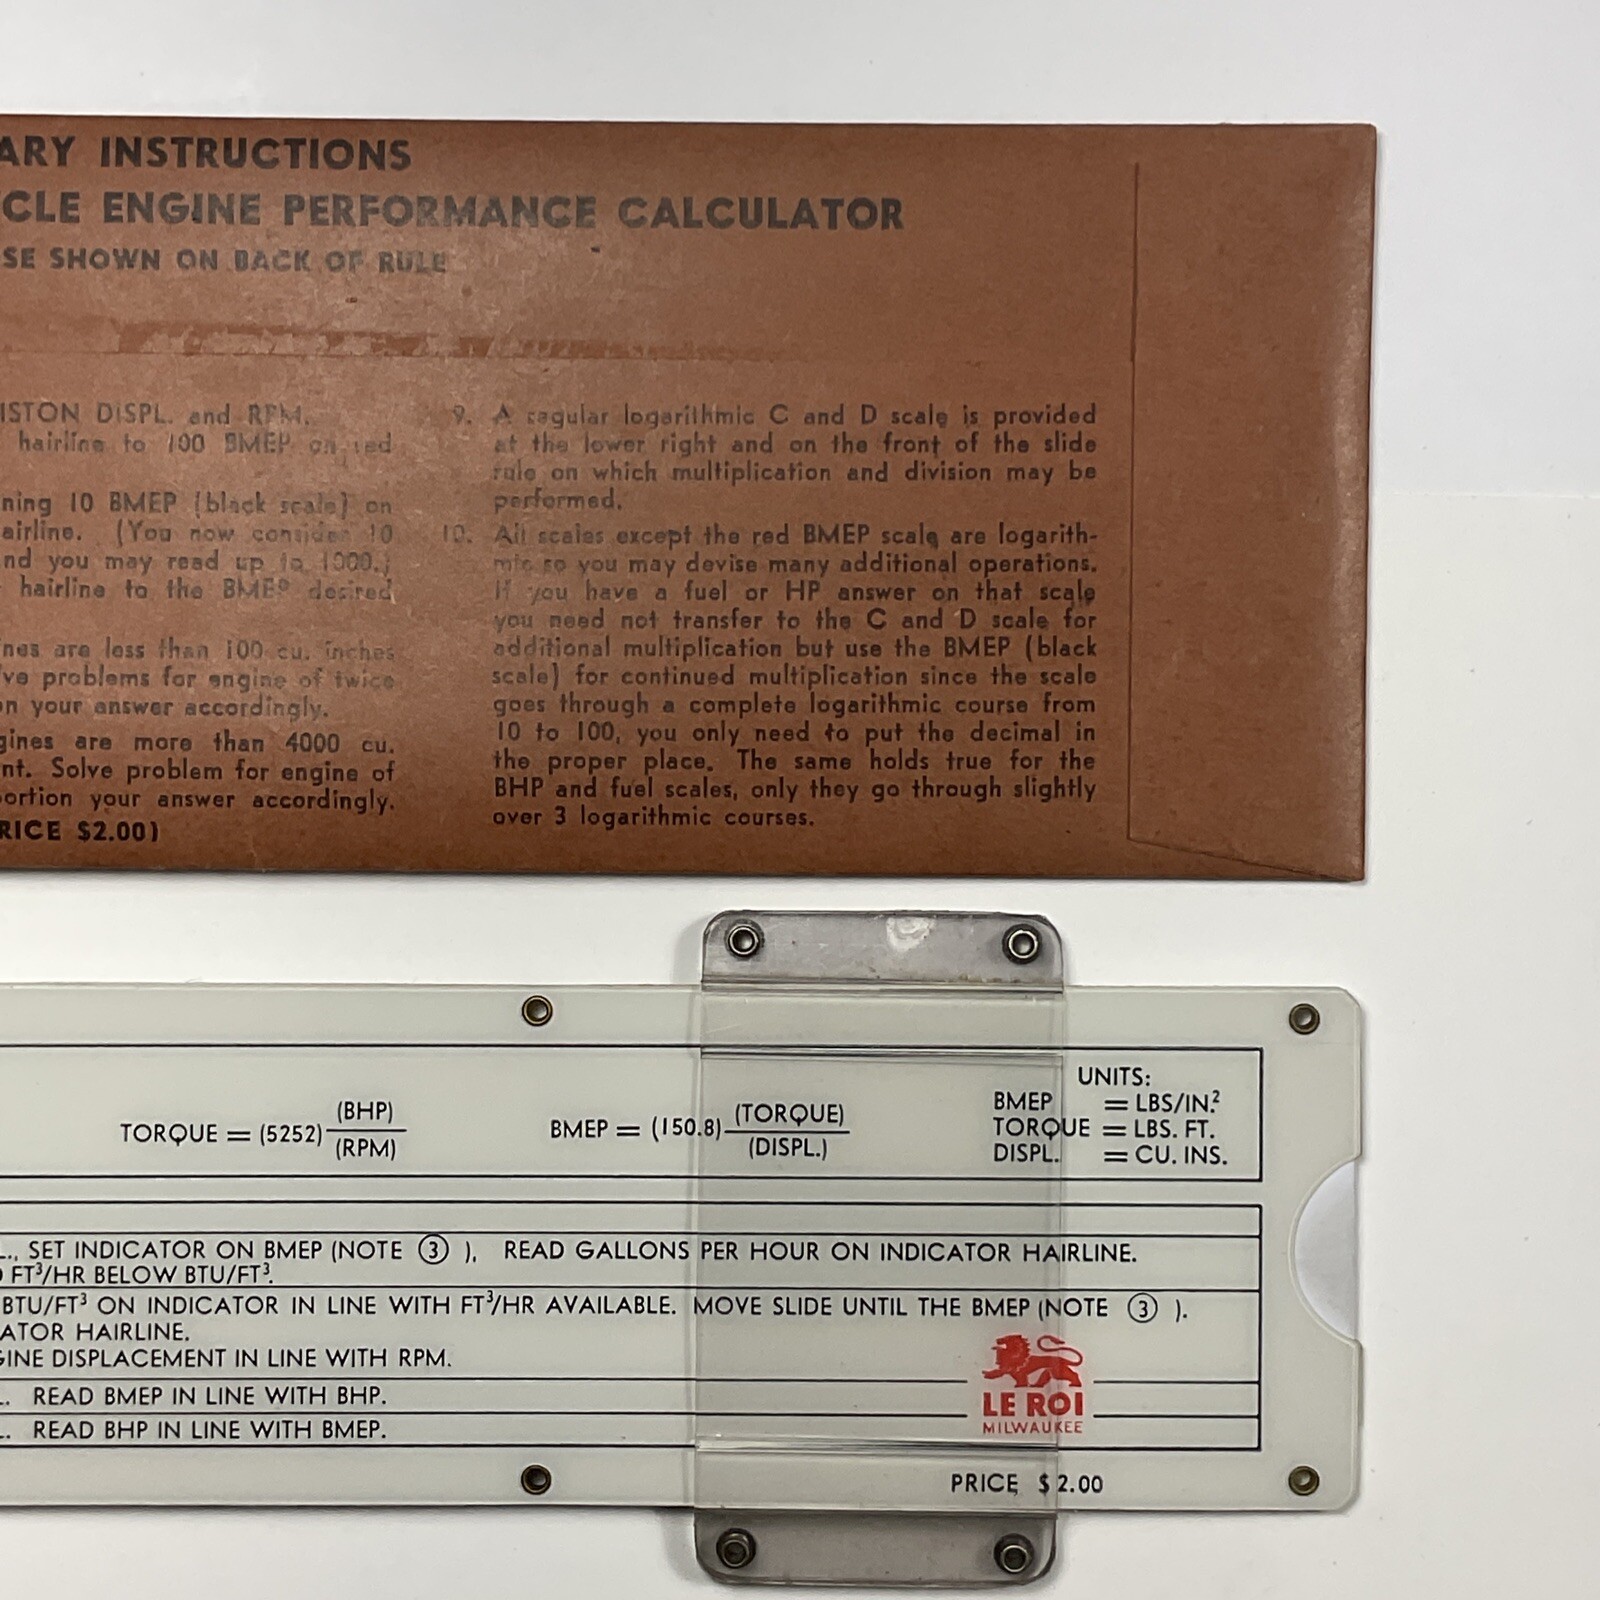 ARY INSTRUCTIONS
CLE ENGINE PERFORMANCE CALCULATOR
SE SHOWN ON BACK OF RULE
ISTON DISPL. and RPM.
hairline to 100 BMEP on red
ning 10 BMEP (black scale) on
airline. (You now consider 10
nd you may read up to 1000.)
hairline to the BMEP desired
nes are less than 100 cu. inches
ve problems for engine of twice
on your answer accordingly.
gines are more than 4000 cu.
nt. Solve problem for engine of
portion your answer accordingly.
RICE $2.00)
9. A regular logarithmic C and D scale is provided
at the lower right and on the front of the slide
rule on which multiplication and division may be
performed.
10. All scales except the red BMEP scale are logarith-
mic so you may devise many additional operations.
If you have a fuel or HP answer on that scale
you need not transfer to the C and D scale for
additional multiplication but use the BMEP (black
scale) for continued multiplication since the scale
goes through a complete logarithmic course from
10 to 100, you only need to put the decimal in
the proper place. The same holds true for the
BHP and fuel scales, only they go through slightly
over 3 logarithmic courses.
TORQUE = (5252) (BHP)
(RPM)
BMEP = (150.8) (TORQUE)
(DISPL.)
UNITS:
BMEP = LBS/IN.²
TORQUE = LBS. FT.
DISPL. = CU. INS.
L., SET INDICATOR ON BMEP (NOTE ③ ), READ GALLONS PER HOUR ON INDICATOR HAIRLINE.
FT³/HR BELOW BTU/FT³.
BTU/FT³ ON INDICATOR IN LINE WITH FT³/HR AVAILABLE. MOVE SLIDE UNTIL THE BMEP (NOTE ③ ).
ATOR HAIRLINE.
GINE DISPLACEMENT IN LINE WITH RPM.
L. READ BMEP IN LINE WITH BHP.
L. READ BHP IN LINE WITH BMEP.
LE ROI
MILWAUKEE
PRICE $2.00